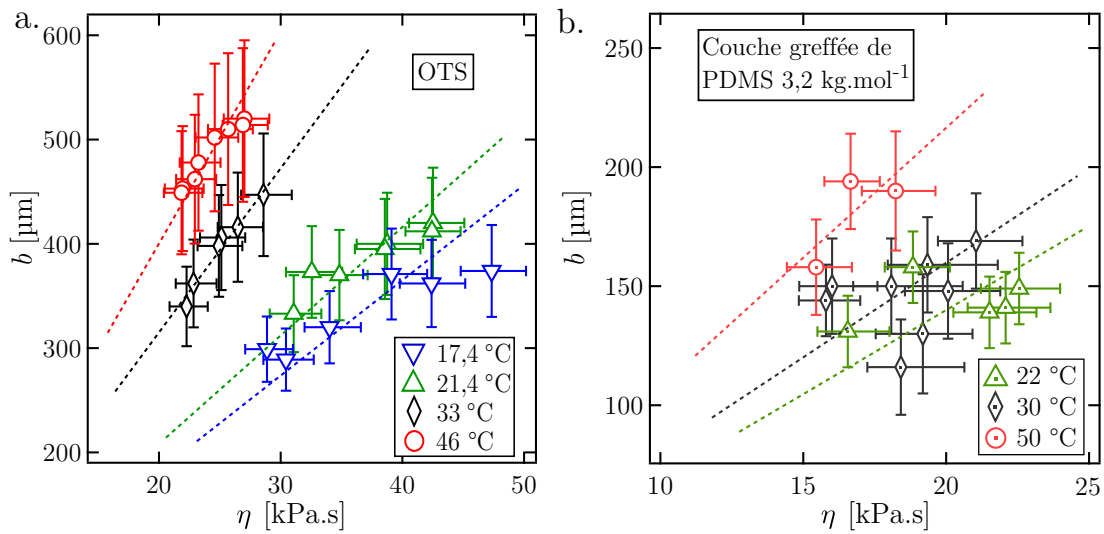 a.
600
500
400
300
200
b [µm]
OTS
17,4 °C
21,4 °C
33 °C
46 °C
20
30
40
50
η [kPa.s]
b.
250
200
150
100
b [µm]
Couche greffée de
PDMS 3,2 kg.mol⁻¹
22 °C
30 °C
50 °C
10
15
20
25
η [kPa.s]